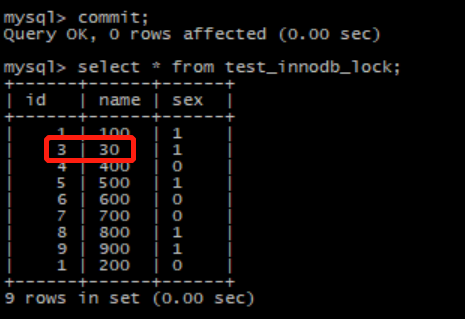 mysql> commit;
Query OK, 0 rows affected (0.00 sec)
mysql> select * from test_innodb_lock;
+------+------+------+
| id   | name | sex  |
+------+------+------+
|    1 | 100  | 1    |
|    3 | 30   | 1    |
|    4 | 400  | 0    |
|    5 | 500  | 1    |
|    6 | 600  | 0    |
|    7 | 700  | 0    |
|    8 | 800  | 1    |
|    9 | 900  | 1    |
|    1 | 200  | 0    |
+------+------+------+
9 rows in set (0.00 sec)